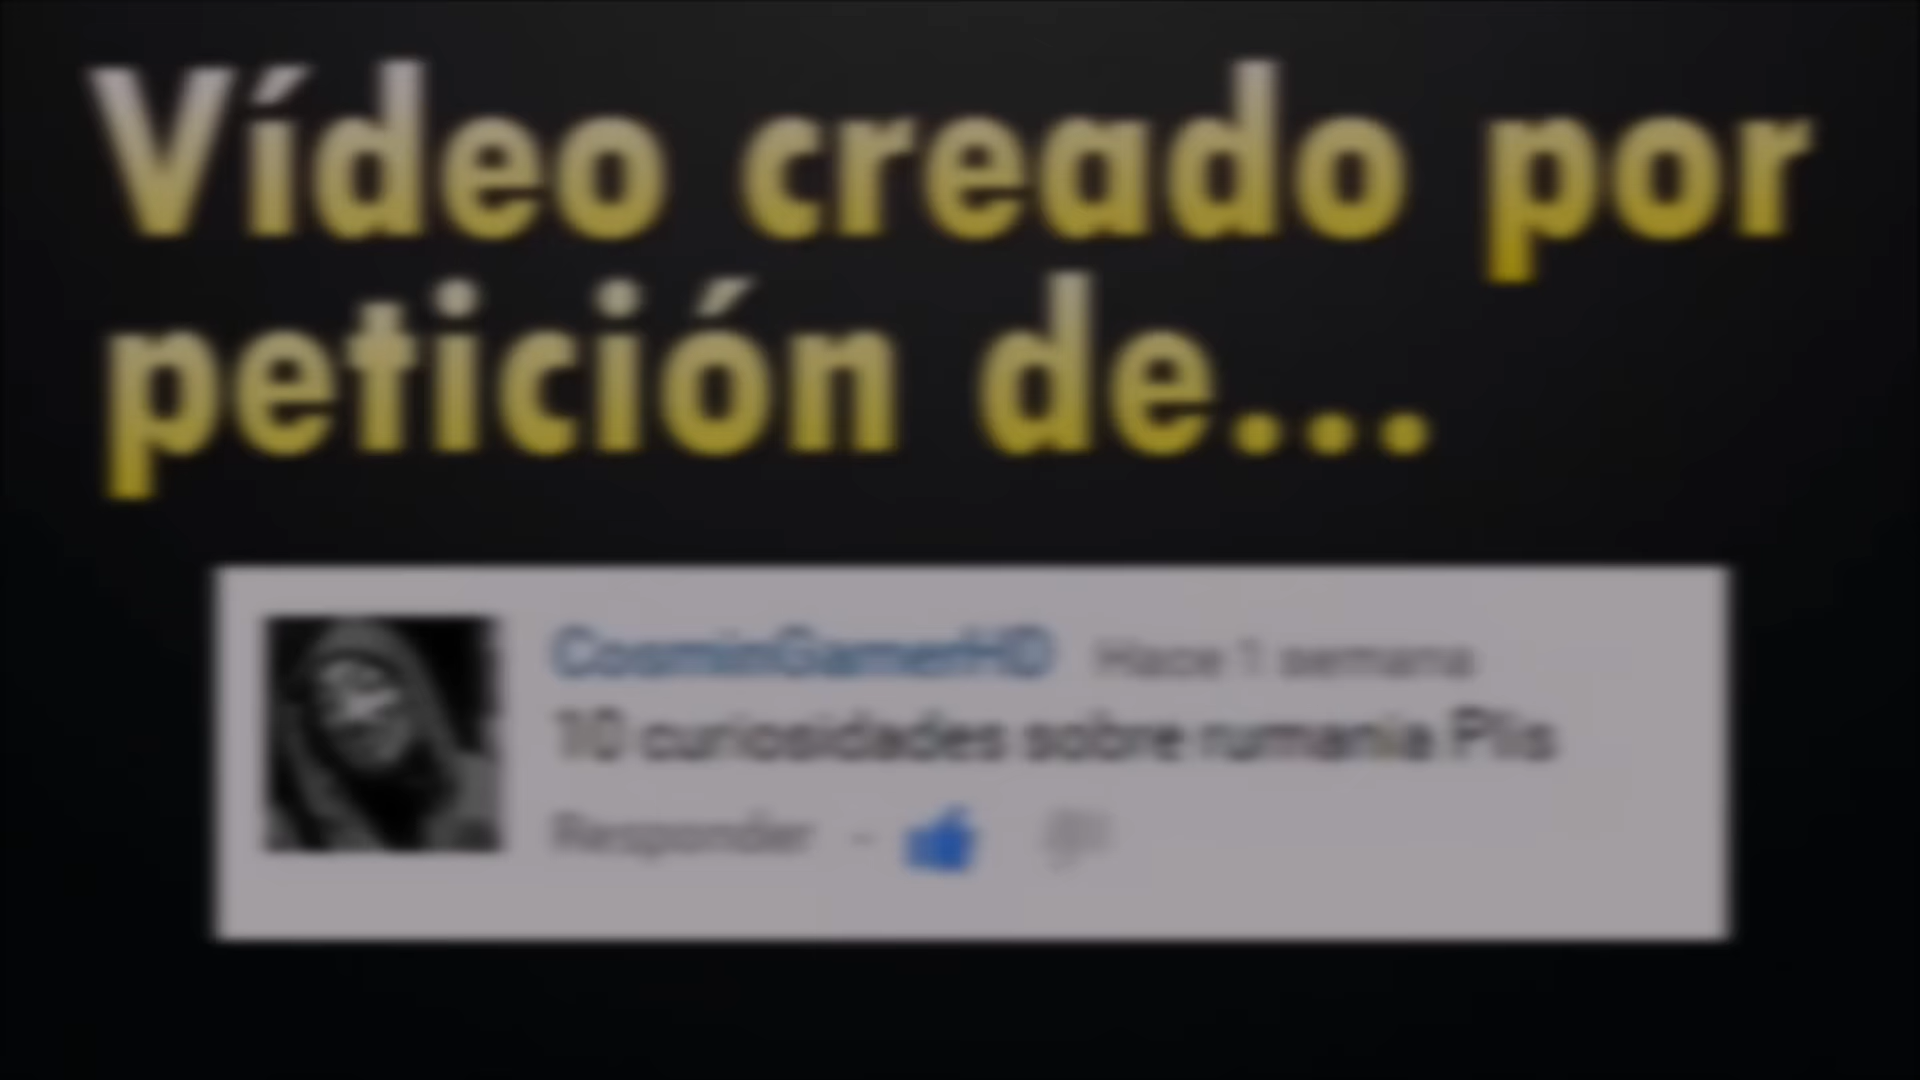 Vídeo creado por
petición de...
CosminGamerHD Hace 1 semana
10 curiosidades sobre rumania Plis
Responder -